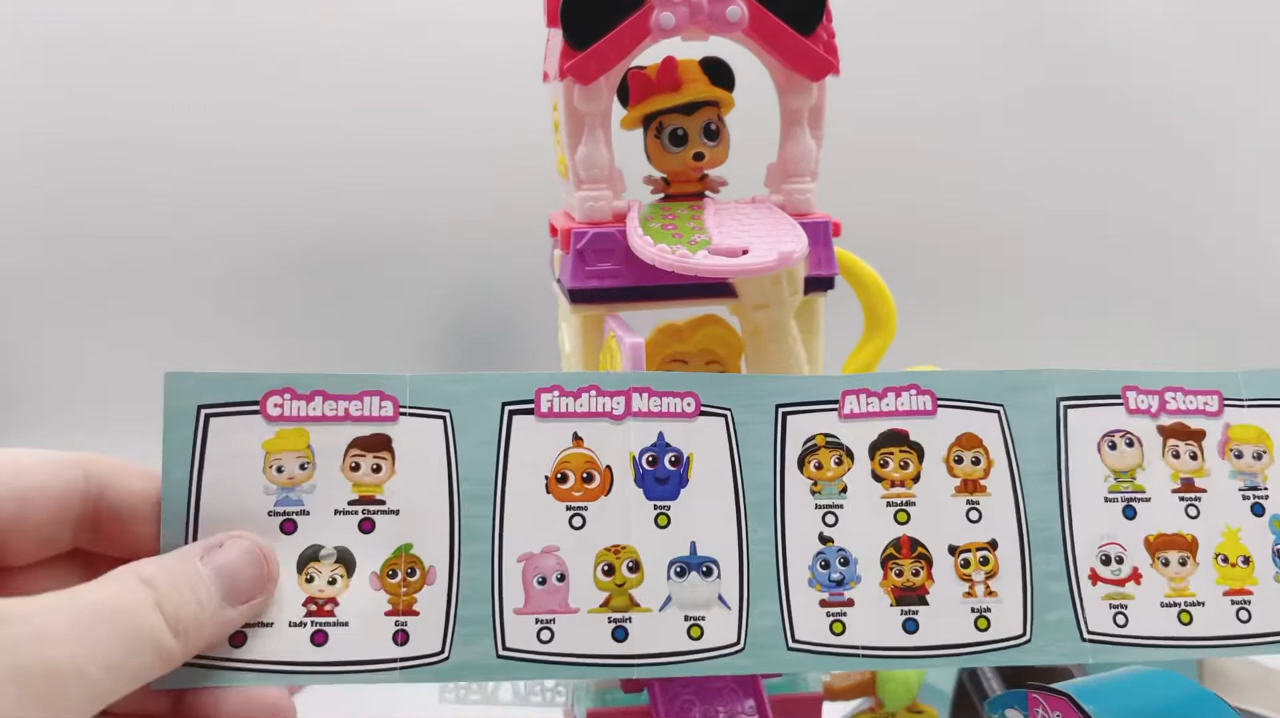 Cinderella
Finding Nemo
Aladdin
Toy Story
Cinderella
Prince Charming
Nemo
Dory
Jasmine
Aladdin
Abu
Buzz Lightyear
Woody
Bo Peep
mother
Lady Tremaine
Gus
Pearl
Squirt
Bruce
Genie
Jafar
Rajah
Forky
Gabby Gabby
Ducky